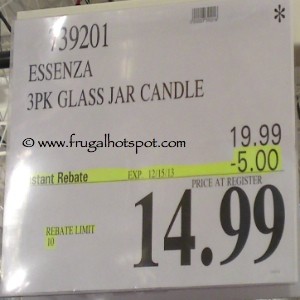 739201
*
ESSENZA
3PK GLASS JAR CANDLE
www.frugalhotspot.com
19.99
-5.00
Instant Rebate EXP. 12/15/13
PRICE AT REGISTER
14.99
REBATE LIMIT
10